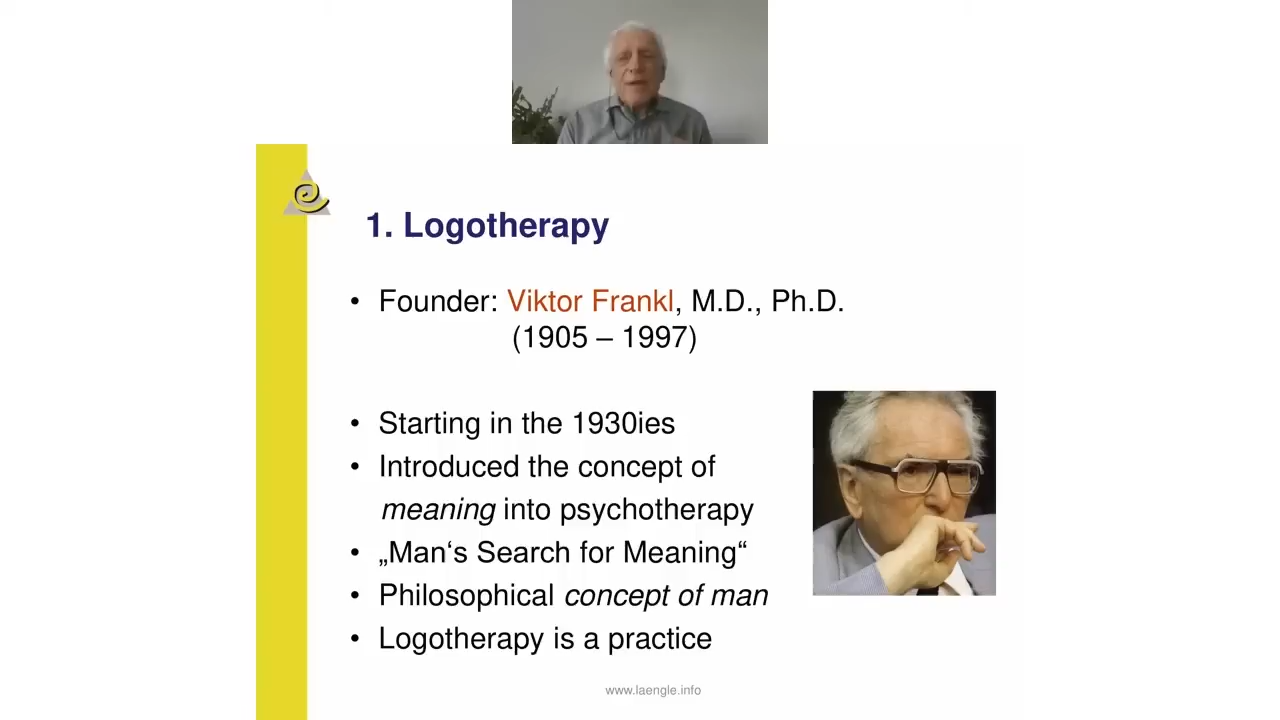 1. Logotherapy
• Founder: Viktor Frankl, M.D., Ph.D.
(1905 – 1997)
• Starting in the 1930ies
• Introduced the concept of
meaning into psychotherapy
• „Man‘s Search for Meaning“
• Philosophical concept of man
• Logotherapy is a practice
www.laengle.info